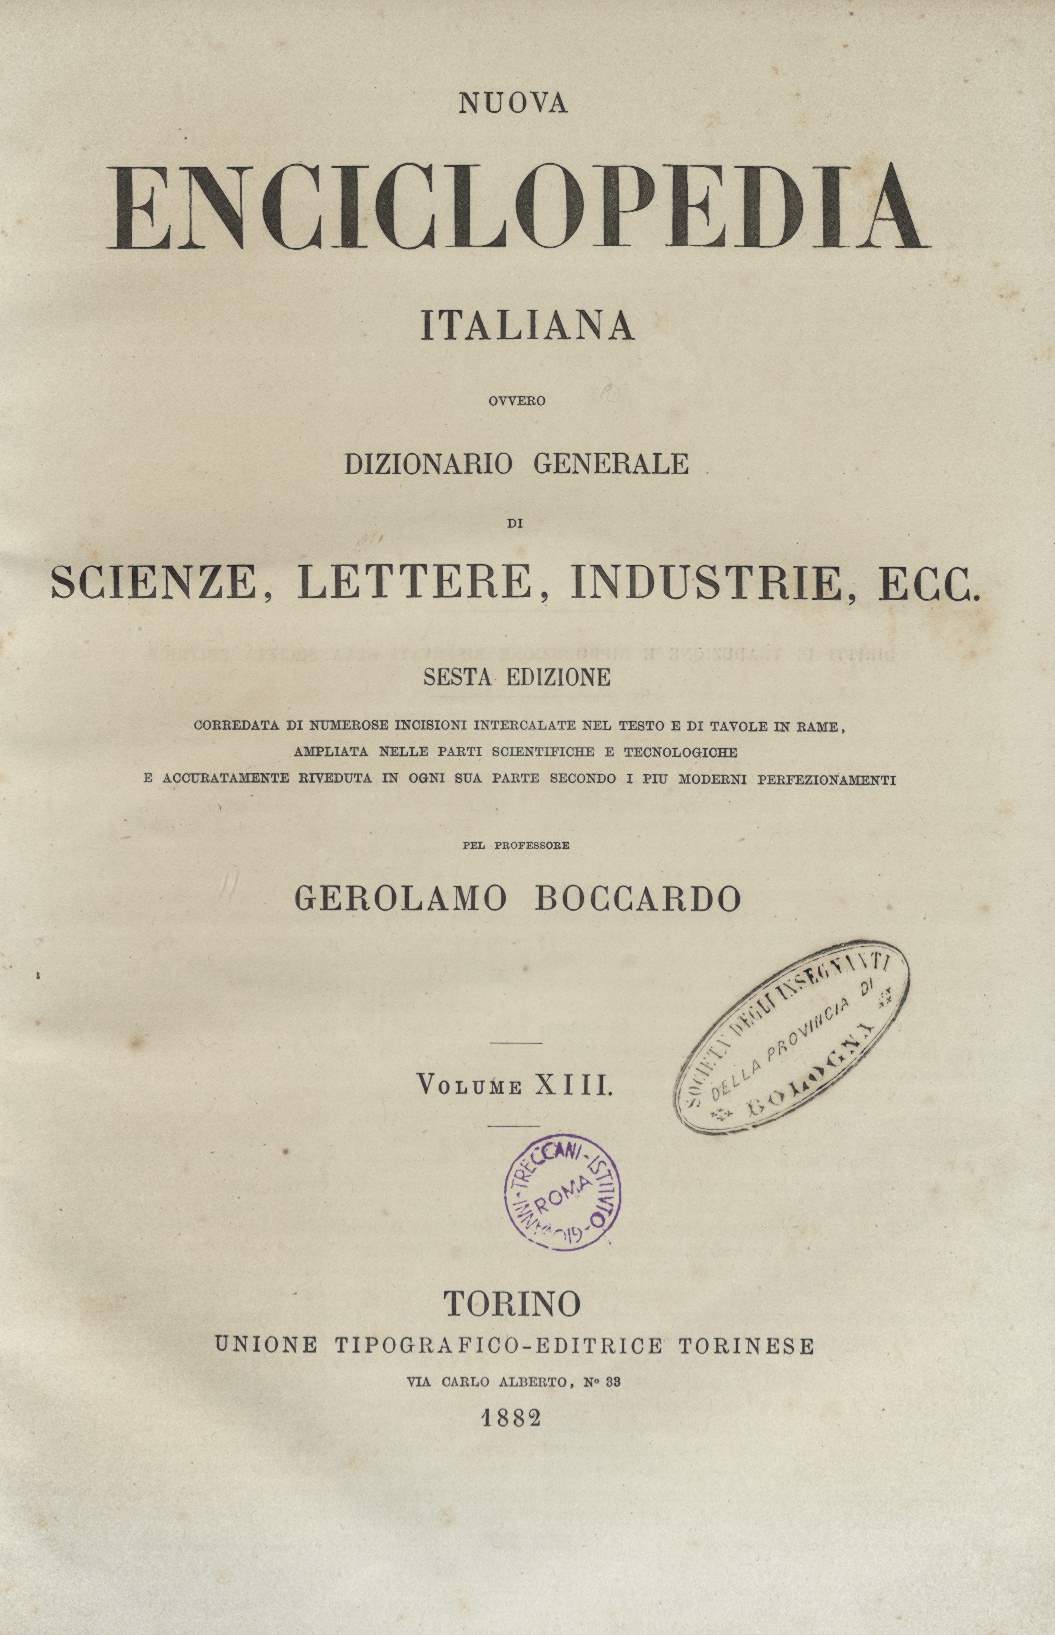 NUOVA
ENCICLOPEDIA
ITALIANA
OVVERO
DIZIONARIO GENERALE
DI
SCIENZE, LETTERE, INDUSTRIE, ECC.
SESTA EDIZIONE
CORREDATA DI NUMEROSE INCISIONI INTERCALATE NEL TESTO E DI TAVOLE IN RAME,
AMPLIATA NELLE PARTI SCIENTIFICHE E TECNOLOGICHE
E ACCURATAMENTE RIVEDUTA IN OGNI SUA PARTE SECONDO I PIU MODERNI PERFEZIONAMENTI
PEL PROFESSORE
GEROLAMO BOCCARDO
SOCIETÀ DEGLI INSEGNANTI
DELLA PROVINCIA DI
BOLOGNA
VOLUME XIII.
ISTITVTO-GIOVANNI-TRECCANI-
ROMA
TORINO
UNIONE TIPOGRAFICO-EDITRICE TORINESE
VIA CARLO ALBERTO, Nº 33
1882